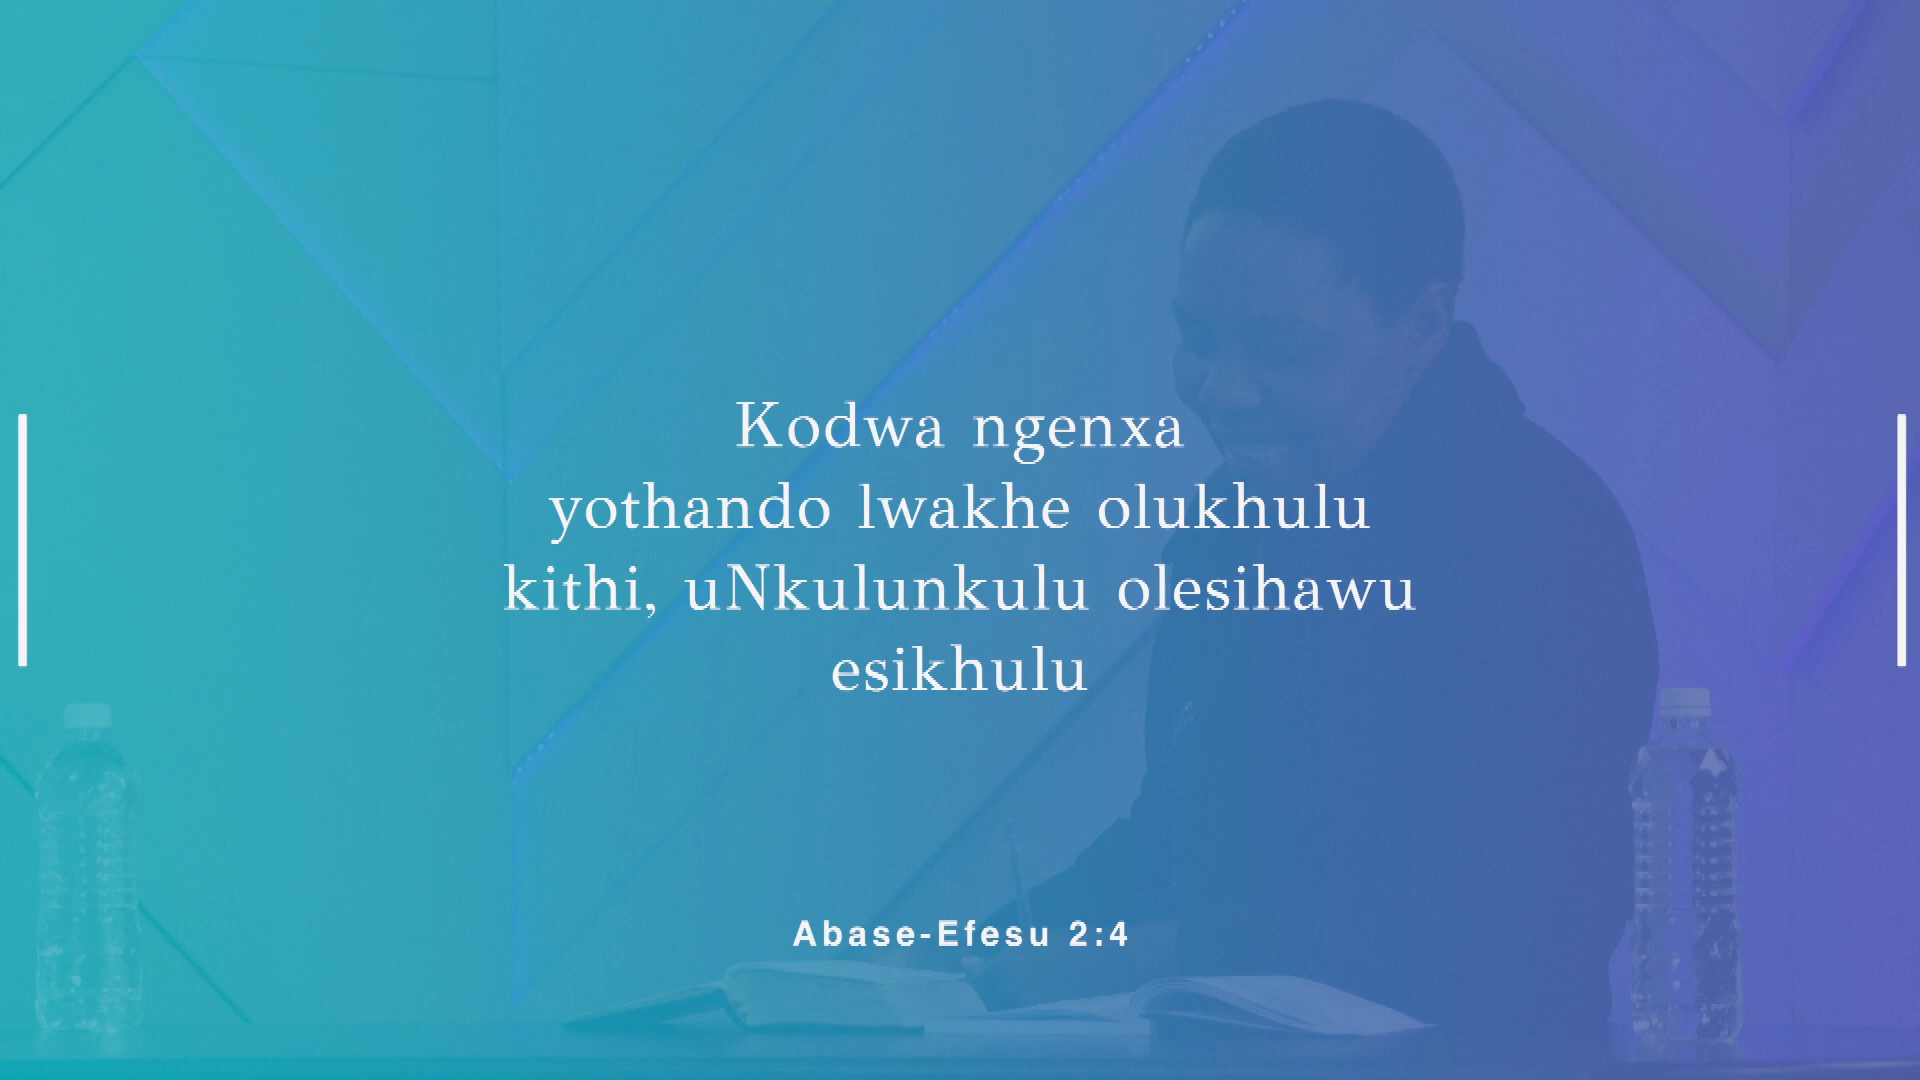 Kodwa ngenxa
yothando lwakhe olukhulu
kithi, uNkulunkulu olesihawu
esikhulu
Abase-Efesu 2:4